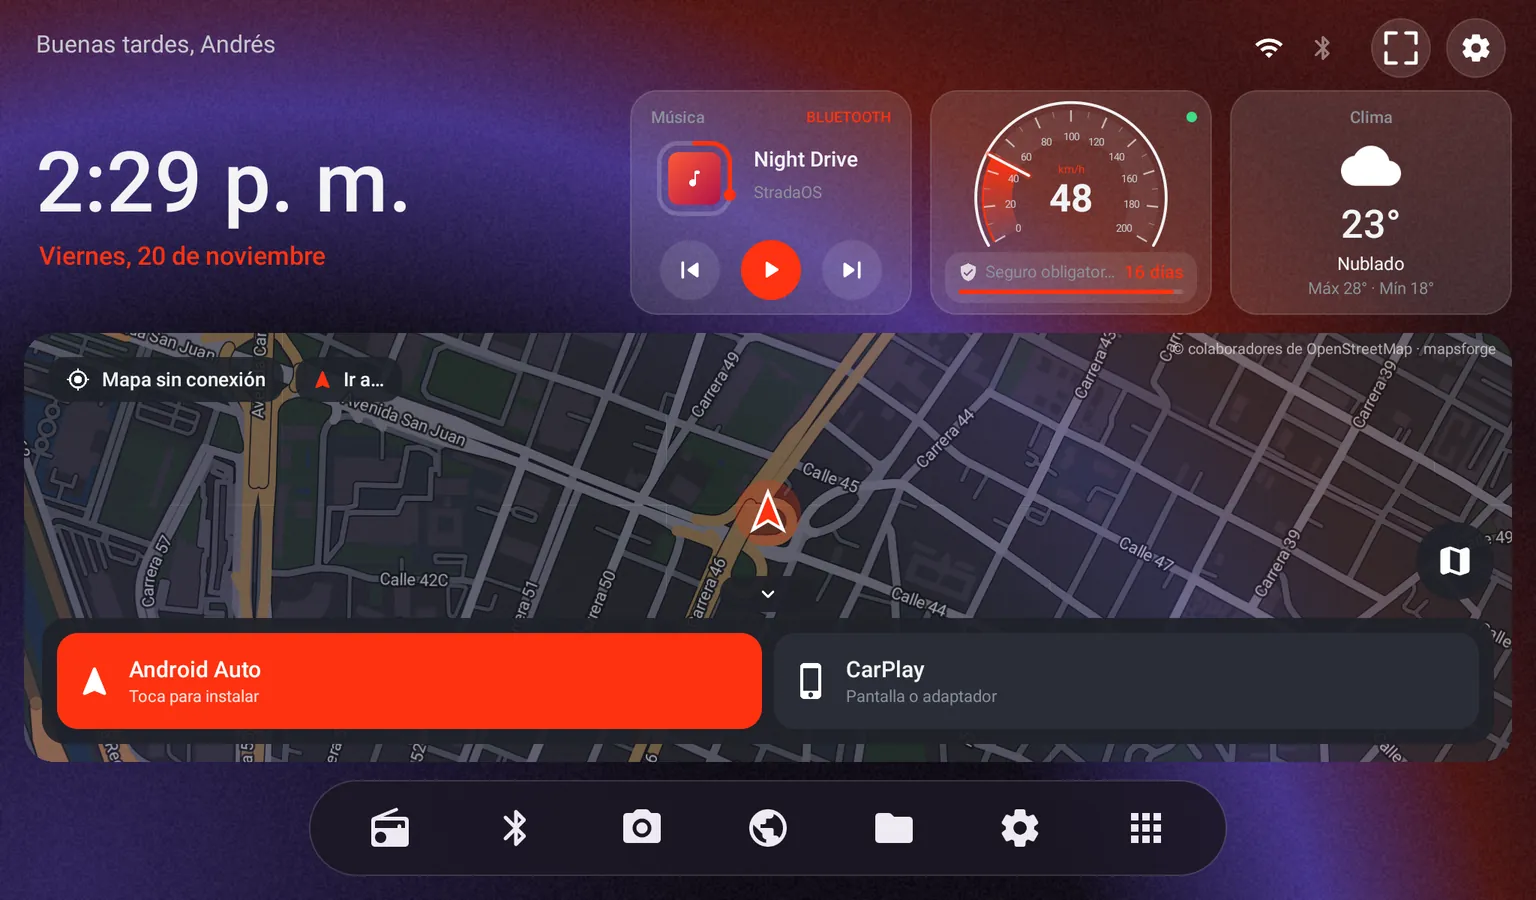 Buenas tardes, Andrés
2:29 p. m.
Viernes, 20 de noviembre
Música
BLUETOOTH
Night Drive
StradaOS
0
20
40
60
80
100
120
140
160
180
200
km/h
48
Seguro obligator...
16 días
Clima
23°
Nublado
Máx 28° · Mín 18°
© colaboradores de OpenStreetMap · mapsforge
Mapa sin conexión
Ir a...
San Juan
Avenida San Juan
Carrera 49
Carrera 44
Carrera 43
Carrera 39
Calle 45
Carrera 57
Calle 42C
Carrera 46
Calle 47
Calle 44
Carrera 39
Android Auto
Toca para instalar
CarPlay
Pantalla o adaptador